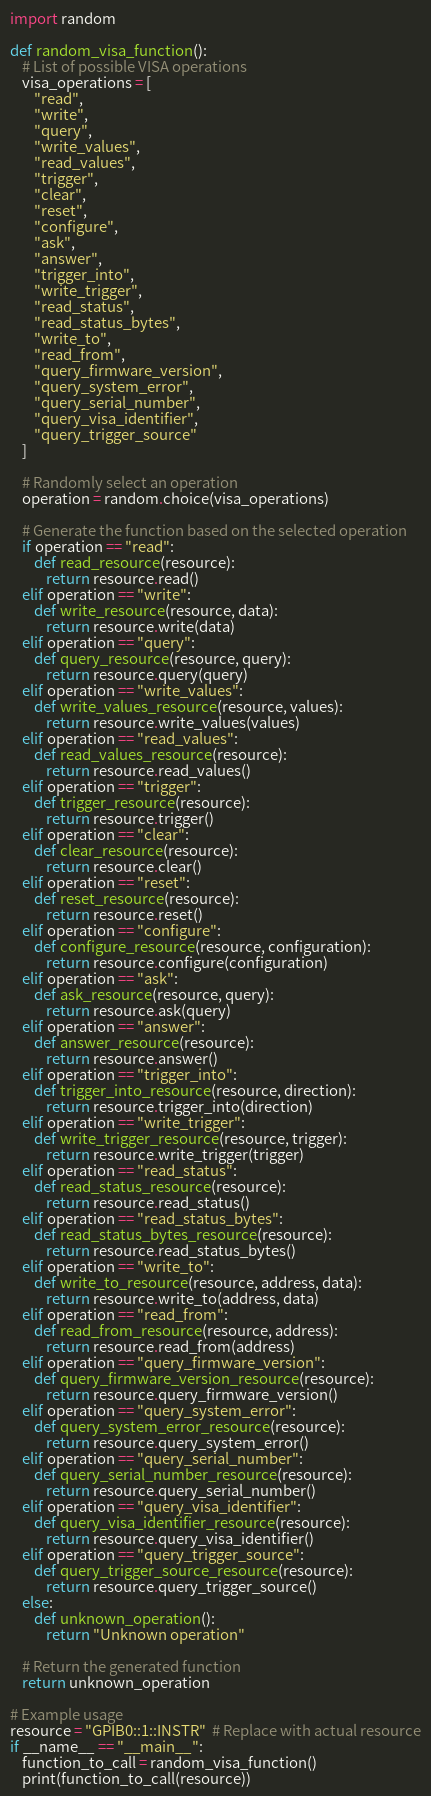 import random

def random_visa_function():
    # List of possible VISA operations
    visa_operations = [
        "read",
        "write",
        "query",
        "write_values",
        "read_values",
        "trigger",
        "clear",
        "reset",
        "configure",
        "ask",
        "answer",
        "trigger_into",
        "write_trigger",
        "read_status",
        "read_status_bytes",
        "write_to",
        "read_from",
        "query_firmware_version",
        "query_system_error",
        "query_serial_number",
        "query_visa_identifier",
        "query_trigger_source"
    ]

    # Randomly select an operation
    operation = random.choice(visa_operations)

    # Generate the function based on the selected operation
    if operation == "read":
        def read_resource(resource):
            return resource.read()
    elif operation == "write":
        def write_resource(resource, data):
            return resource.write(data)
    elif operation == "query":
        def query_resource(resource, query):
            return resource.query(query)
    elif operation == "write_values":
        def write_values_resource(resource, values):
            return resource.write_values(values)
    elif operation == "read_values":
        def read_values_resource(resource):
            return resource.read_values()
    elif operation == "trigger":
        def trigger_resource(resource):
            return resource.trigger()
    elif operation == "clear":
        def clear_resource(resource):
            return resource.clear()
    elif operation == "reset":
        def reset_resource(resource):
            return resource.reset()
    elif operation == "configure":
        def configure_resource(resource, configuration):
            return resource.configure(configuration)
    elif operation == "ask":
        def ask_resource(resource, query):
            return resource.ask(query)
    elif operation == "answer":
        def answer_resource(resource):
            return resource.answer()
    elif operation == "trigger_into":
        def trigger_into_resource(resource, direction):
            return resource.trigger_into(direction)
    elif operation == "write_trigger":
        def write_trigger_resource(resource, trigger):
            return resource.write_trigger(trigger)
    elif operation == "read_status":
        def read_status_resource(resource):
            return resource.read_status()
    elif operation == "read_status_bytes":
        def read_status_bytes_resource(resource):
            return resource.read_status_bytes()
    elif operation == "write_to":
        def write_to_resource(resource, address, data):
            return resource.write_to(address, data)
    elif operation == "read_from":
        def read_from_resource(resource, address):
            return resource.read_from(address)
    elif operation == "query_firmware_version":
        def query_firmware_version_resource(resource):
            return resource.query_firmware_version()
    elif operation == "query_system_error":
        def query_system_error_resource(resource):
            return resource.query_system_error()
    elif operation == "query_serial_number":
        def query_serial_number_resource(resource):
            return resource.query_serial_number()
    elif operation == "query_visa_identifier":
        def query_visa_identifier_resource(resource):
            return resource.query_visa_identifier()
    elif operation == "query_trigger_source":
        def query_trigger_source_resource(resource):
            return resource.query_trigger_source()
    else:
        def unknown_operation():
            return "Unknown operation"

    # Return the generated function
    return unknown_operation

# Example usage
resource = "GPIB0::1::INSTR"  # Replace with actual resource
if __name__ == "__main__":
    function_to_call = random_visa_function()
    print(function_to_call(resource))